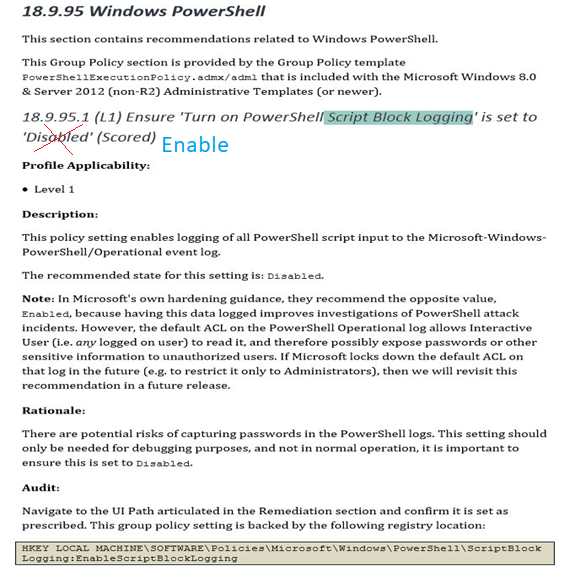 18.9.95 Windows PowerShell
This section contains recommendations related to Windows PowerShell.
This Group Policy section is provided by the Group Policy template
PowerShellExecutionPolicy.admx/adml that is included with the Microsoft Windows 8.0
& Server 2012 (non-R2) Administrative Templates (or newer).
18.9.95.1 (L1) Ensure 'Turn on PowerShell Script Block Logging' is set to
'Disabled' (Scored) Enable
Profile Applicability:
• Level 1
Description:
This policy setting enables logging of all PowerShell script input to the Microsoft-Windows-
PowerShell/Operational event log.
The recommended state for this setting is: Disabled.
Note: In Microsoft's own hardening guidance, they recommend the opposite value,
Enabled, because having this data logged improves investigations of PowerShell attack
incidents. However, the default ACL on the PowerShell Operational log allows Interactive
User (i.e. any logged on user) to read it, and therefore possibly expose passwords or other
sensitive information to unauthorized users. If Microsoft locks down the default ACL on
that log in the future (e.g. to restrict it only to Administrators), then we will revisit this
recommendation in a future release.
Rationale:
There are potential risks of capturing passwords in the PowerShell logs. This setting should
only be needed for debugging purposes, and not in normal operation, it is important to
ensure this is set to Disabled.
Audit:
Navigate to the UI Path articulated in the Remediation section and confirm it is set as
prescribed. This group policy setting is backed by the following registry location:
HKEY LOCAL MACHINE\SOFTWARE\Policies\Microsoft\Windows\PowerShell\ScriptBlock
Logging:EnableScriptBlockLogging